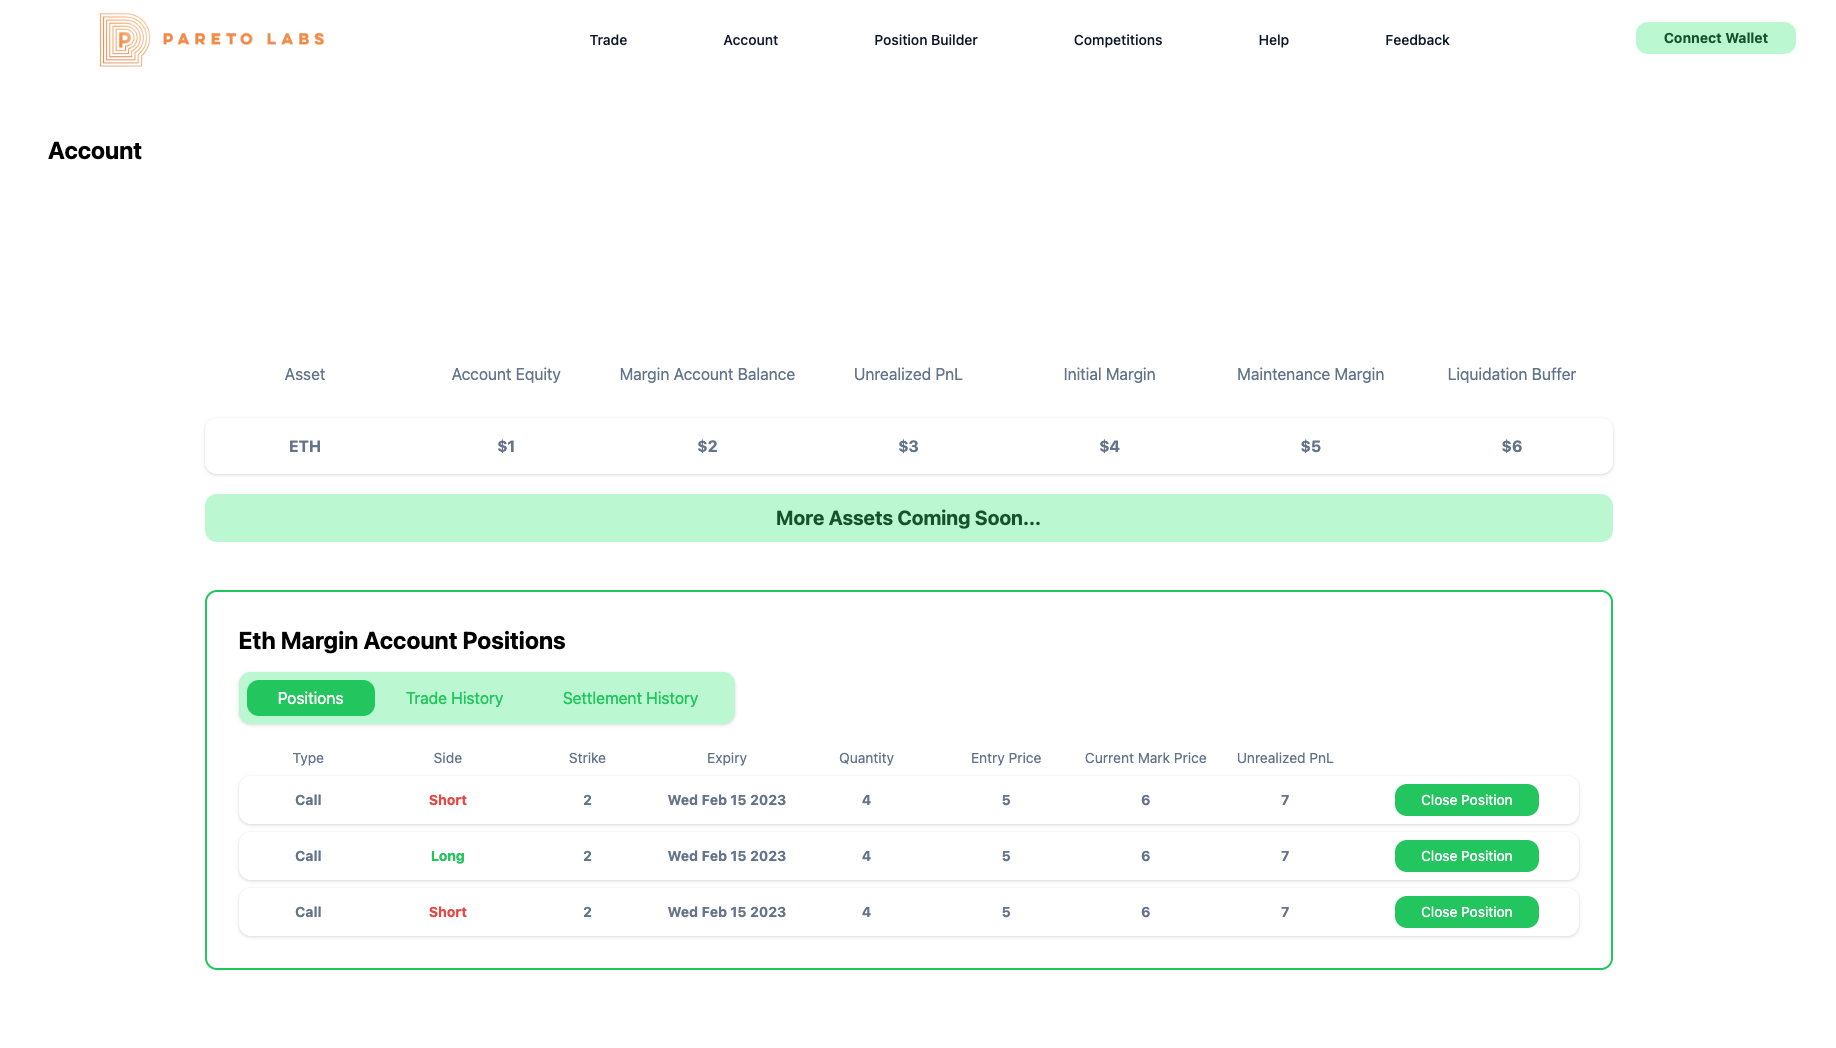 P PARETO LABS Trade Account Position Builder Competitions Help Feedback Connect Wallet
Account
Asset Account Equity Margin Account Balance Unrealized PnL Initial Margin Maintenance Margin Liquidation Buffer
ETH $1 $2 $3 $4 $5 $6
More Assets Coming Soon...
Eth Margin Account Positions
Positions Trade History Settlement History
Type Side Strike Expiry Quantity Entry Price Current Mark Price Unrealized PnL
Call Short 2 Wed Feb 15 2023 4 5 6 7 Close Position
Call Long 2 Wed Feb 15 2023 4 5 6 7 Close Position
Call Short 2 Wed Feb 15 2023 4 5 6 7 Close Position